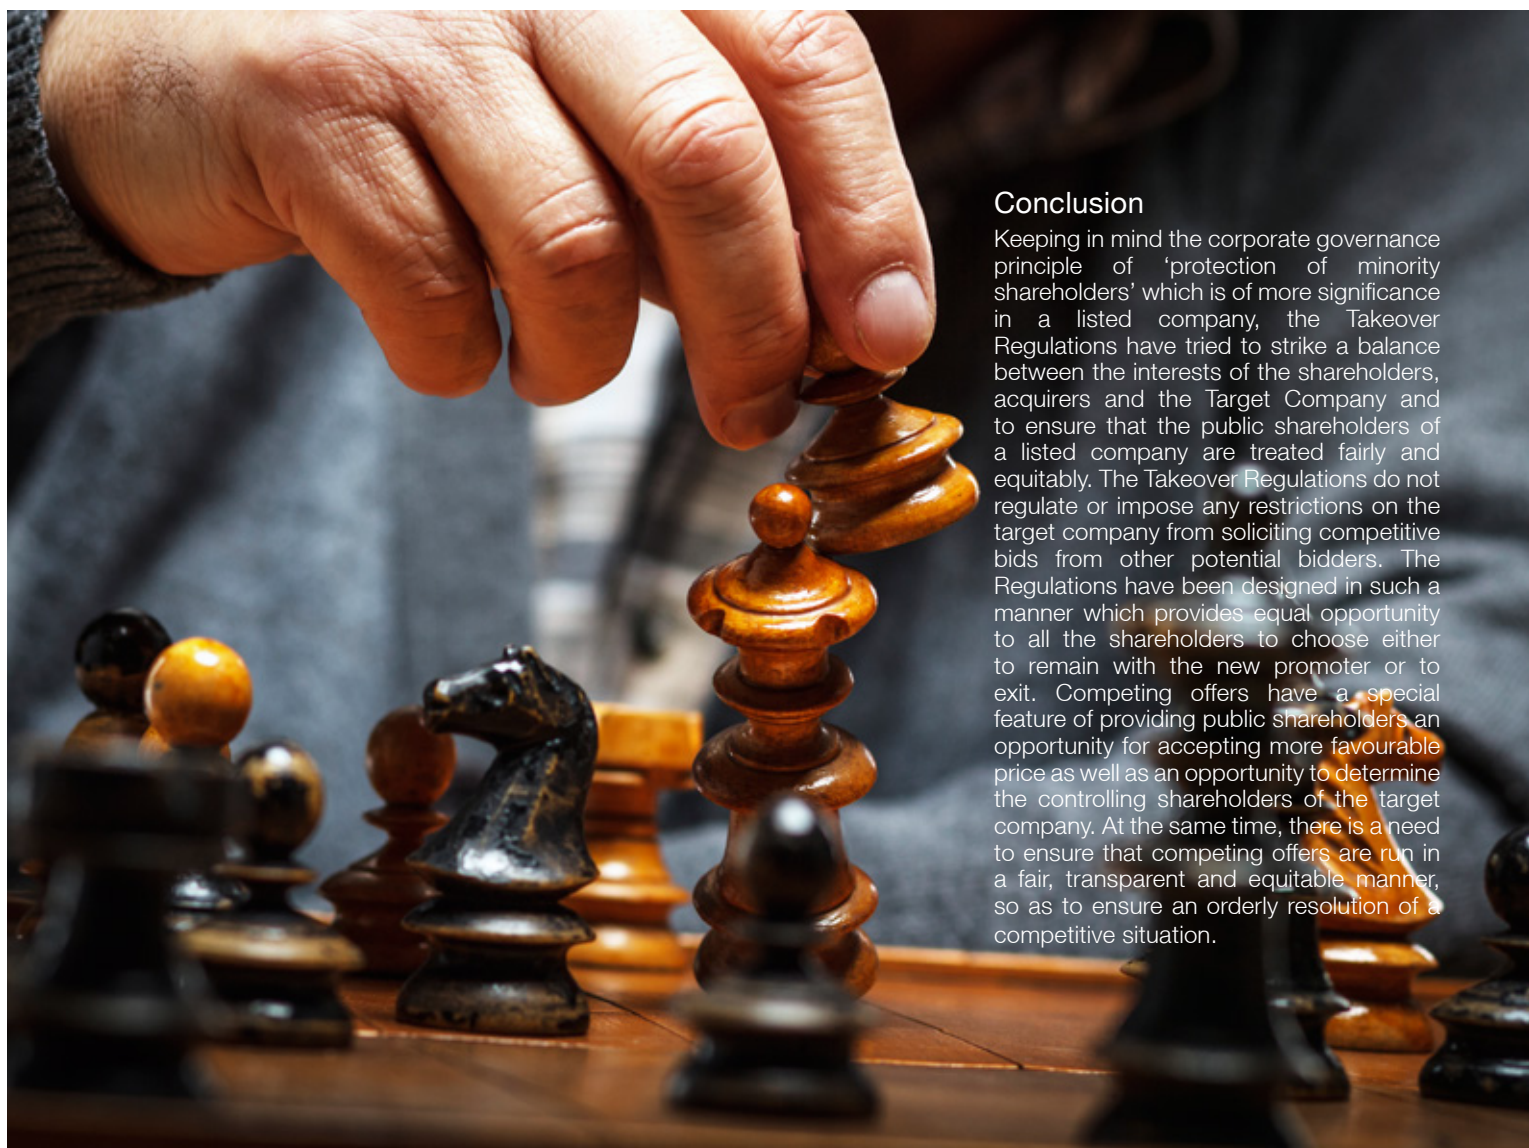 Conclusion
Keeping in mind the corporate governance
principle of ‘protection of minority
shareholders’ which is of more significance
in a listed company, the Takeover
Regulations have tried to strike a balance
between the interests of the shareholders,
acquirers and the Target Company and
to ensure that the public shareholders of
a listed company are treated fairly and
equitably. The Takeover Regulations do not
regulate or impose any restrictions on the
target company from soliciting competitive
bids from other potential bidders. The
Regulations have been designed in such a
manner which provides equal opportunity
to all the shareholders to choose either
to remain with the new promoter or to
exit. Competing offers have a special
feature of providing public shareholders an
opportunity for accepting more favourable
price as well as an opportunity to determine
the controlling shareholders of the target
company. At the same time, there is a need
to ensure that competing offers are run in
a fair, transparent and equitable manner,
so as to ensure an orderly resolution of a
competitive situation.